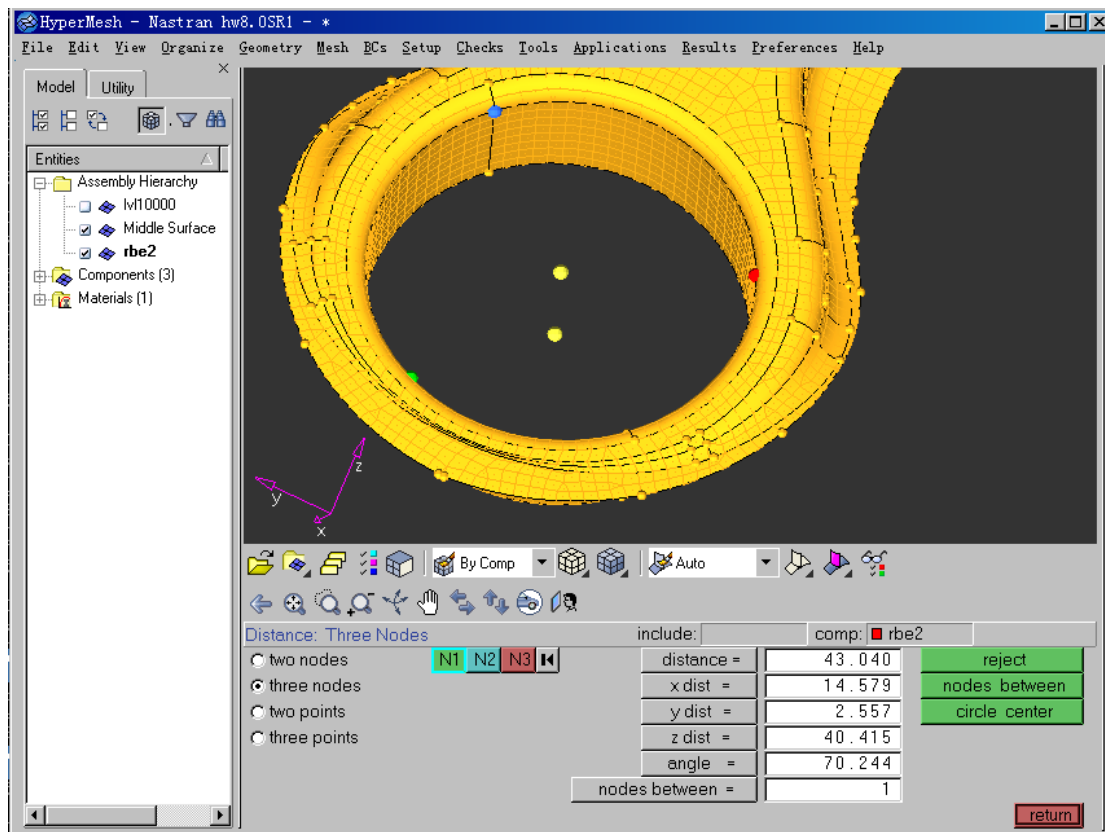 HyperMesh - Nastran hw8.0SR1 - *
File Edit View Organize Geometry Mesh BCs Setup Checks Tools Applications Results Preferences Help
Model Utility
Entities
Assembly Hierarchy
lvl10000
Middle Surface
rbe2
Components (3)
Materials (1)
z
y
x
By Comp Auto
Distance: Three Nodes include: comp: rbe2
two nodes N1 N2 N3 distance = 43.040 reject
three nodes x dist = 14.579 nodes between
two points y dist = 2.557 circle center
three points z dist = 40.415
angle = 70.244
nodes between = 1
return